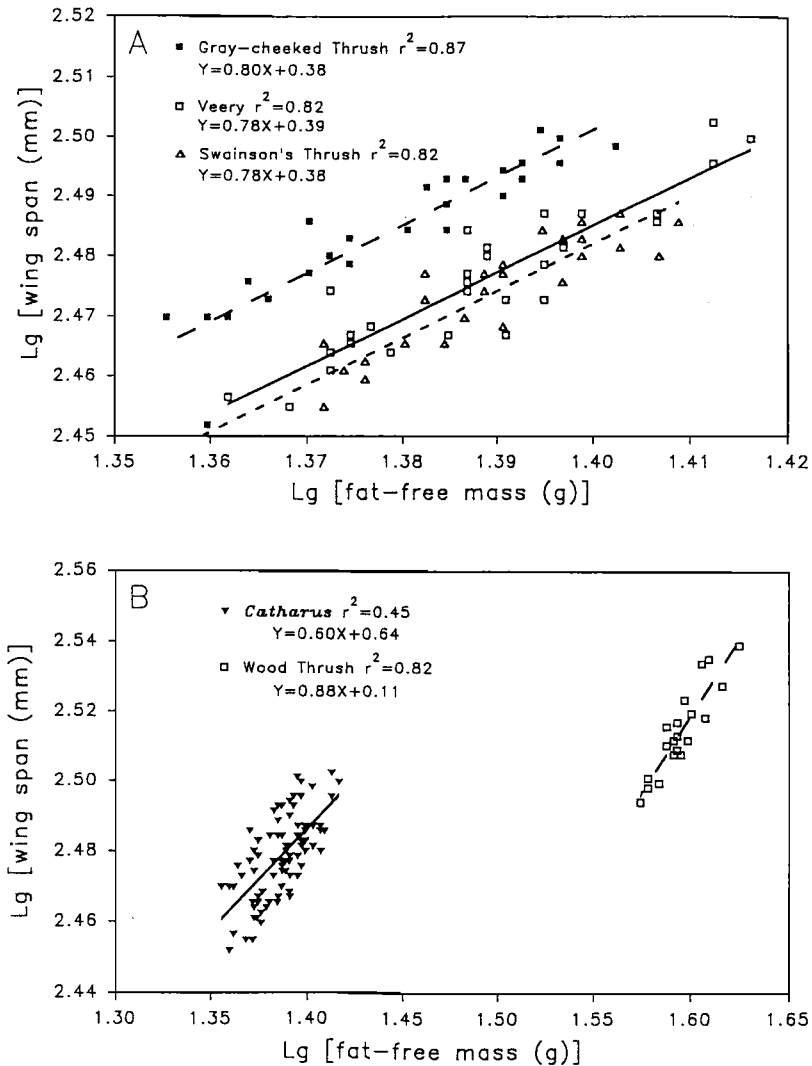 A
■ Gray-cheeked Thrush r²=0.87
Y=0.80X+0.38
□ Veery r²=0.82
Y=0.78X+0.39
△ Swainson's Thrush r²=0.82
Y=0.78X+0.38
Lg [wing span (mm)]
2.52
2.51
2.50
2.49
2.48
2.47
2.46
2.45
1.35 1.36 1.37 1.38 1.39 1.40 1.41 1.42
Lg [fat-free mass (g)]
B
▼ Catharus r²=0.45
Y=0.60X+0.64
□ Wood Thrush r²=0.82
Y=0.88X+0.11
Lg [wing span (mm)]
2.56
2.54
2.52
2.50
2.48
2.46
2.44
1.30 1.35 1.40 1.45 1.50 1.55 1.60 1.65
Lg [fat-free mass (g)]